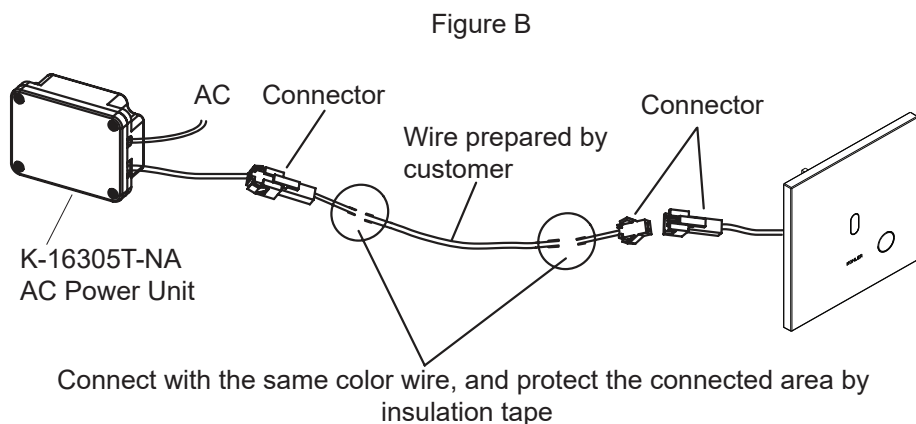 Figure B
AC
Connector
Connector
Wire prepared by
customer
K-16305T-NA
AC Power Unit
KOHLER
Connect with the same color wire, and protect the connected area by
insulation tape